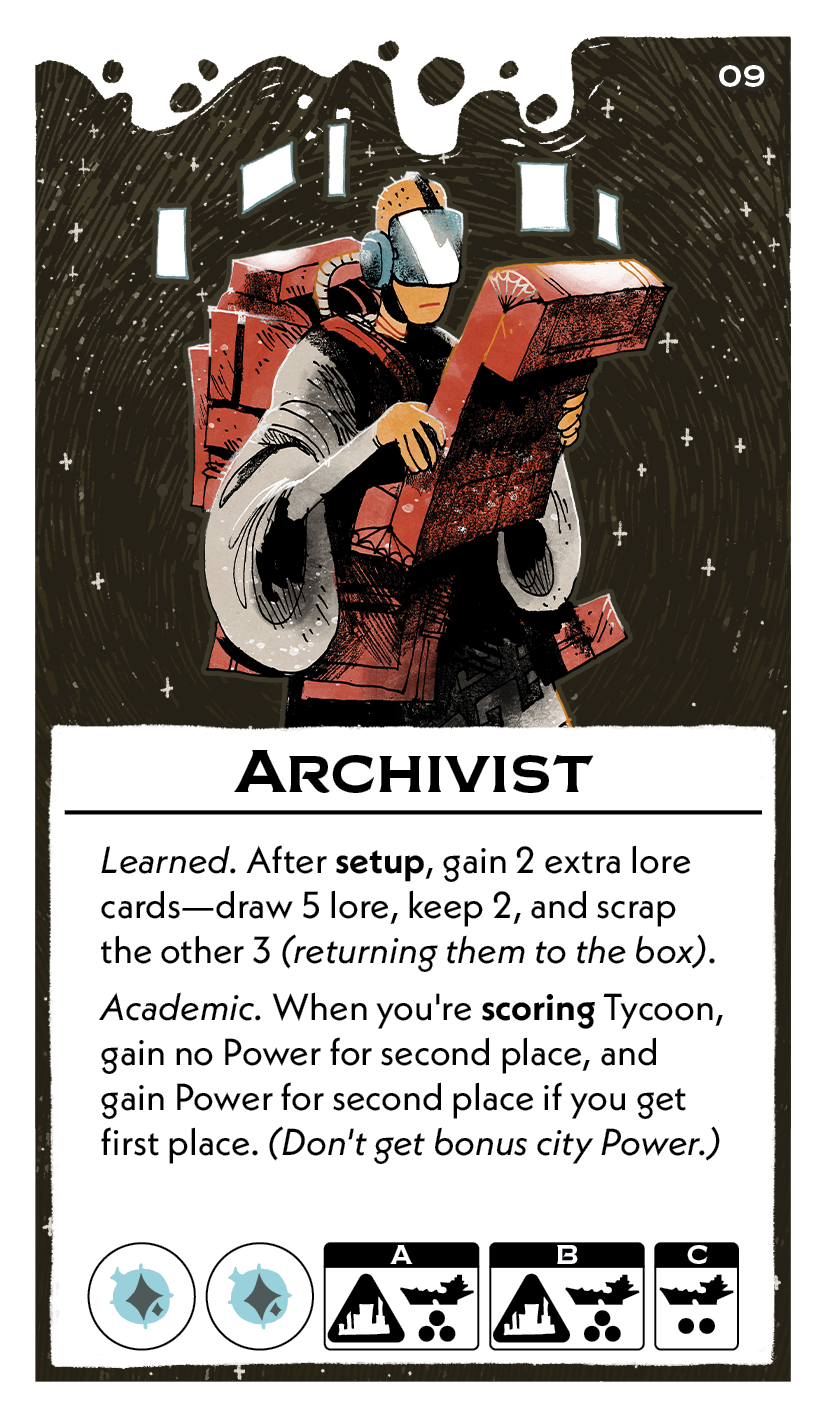 09
ARCHIVIST
Learned. After setup, gain 2 extra lore
cards—draw 5 lore, keep 2, and scrap
the other 3 (returning them to the box).
Academic. When you're scoring Tycoon,
gain no Power for second place, and
gain Power for second place if you get
first place. (Don't get bonus city Power.)
A B C